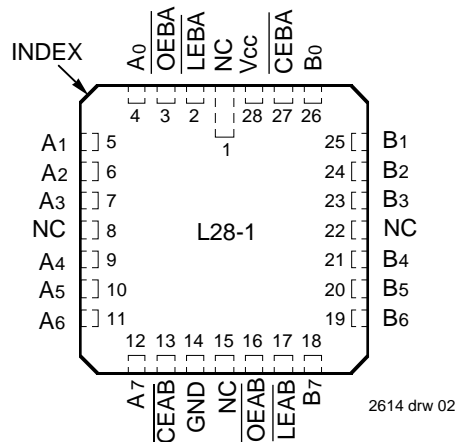 INDEX
A0
OEBA
LEBA
NC
Vcc
CEBA
B0
4 3 2 28 27 26
1
A1 5 25 B1
A2 6 24 B2
A3 7 23 B3
NC 8 L28-1 22 NC
A4 9 21 B4
A5 10 20 B5
A6 11 19 B6
12 13 14 15 16 17 18
A7
CEAB
GND
NC
OEAB
LEAB
B7
2614 drw 02